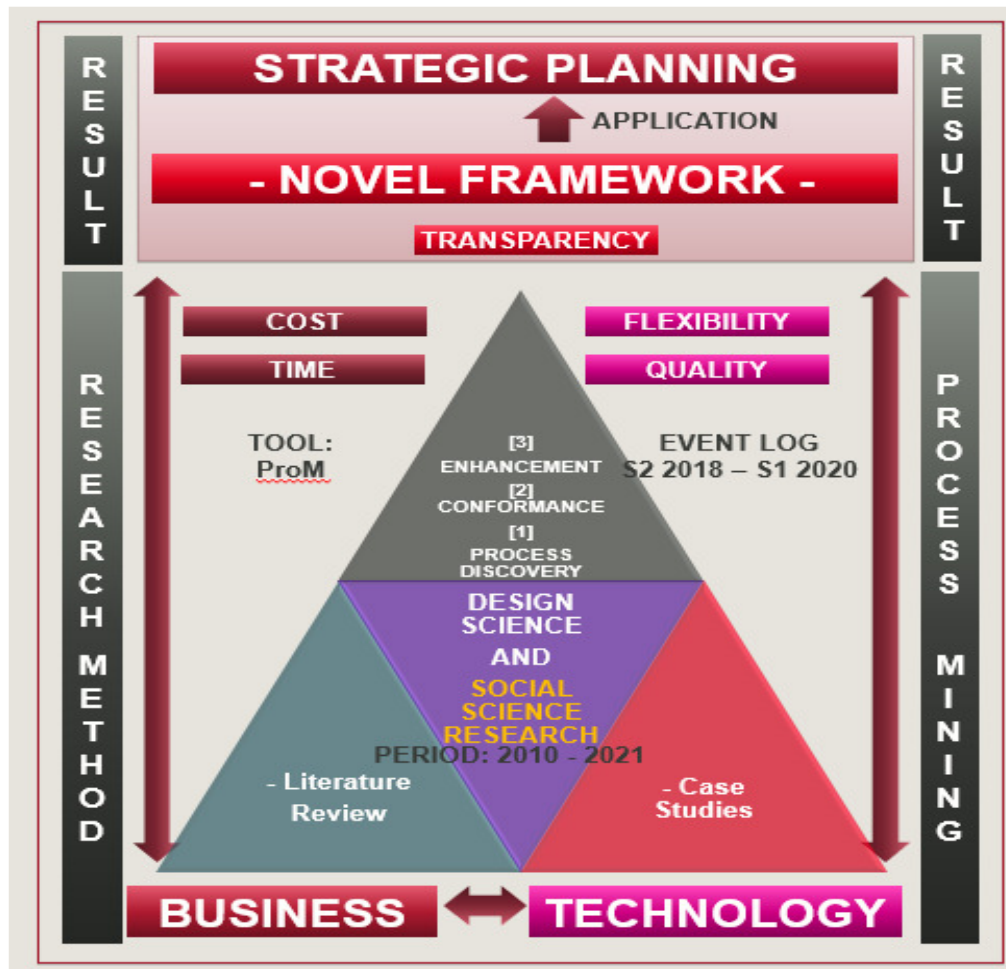 RESULT
STRATEGIC PLANNING
APPLICATION
- NOVEL FRAMEWORK -
TRANSPARENCY
RESULT
RESEARCH METHOD
COST
TIME
FLEXIBILITY
QUALITY
TOOL:
ProM
EVENT LOG
S2 2018 – S1 2020
[3]
ENHANCEMENT
[2]
CONFORMANCE
[1]
PROCESS
DISCOVERY
DESIGN
SCIENCE
AND
SOCIAL
SCIENCE
RESEARCH
PERIOD: 2010 - 2021
- Literature
Review
- Case
Studies
PROCESS MINING
BUSINESS
TECHNOLOGY